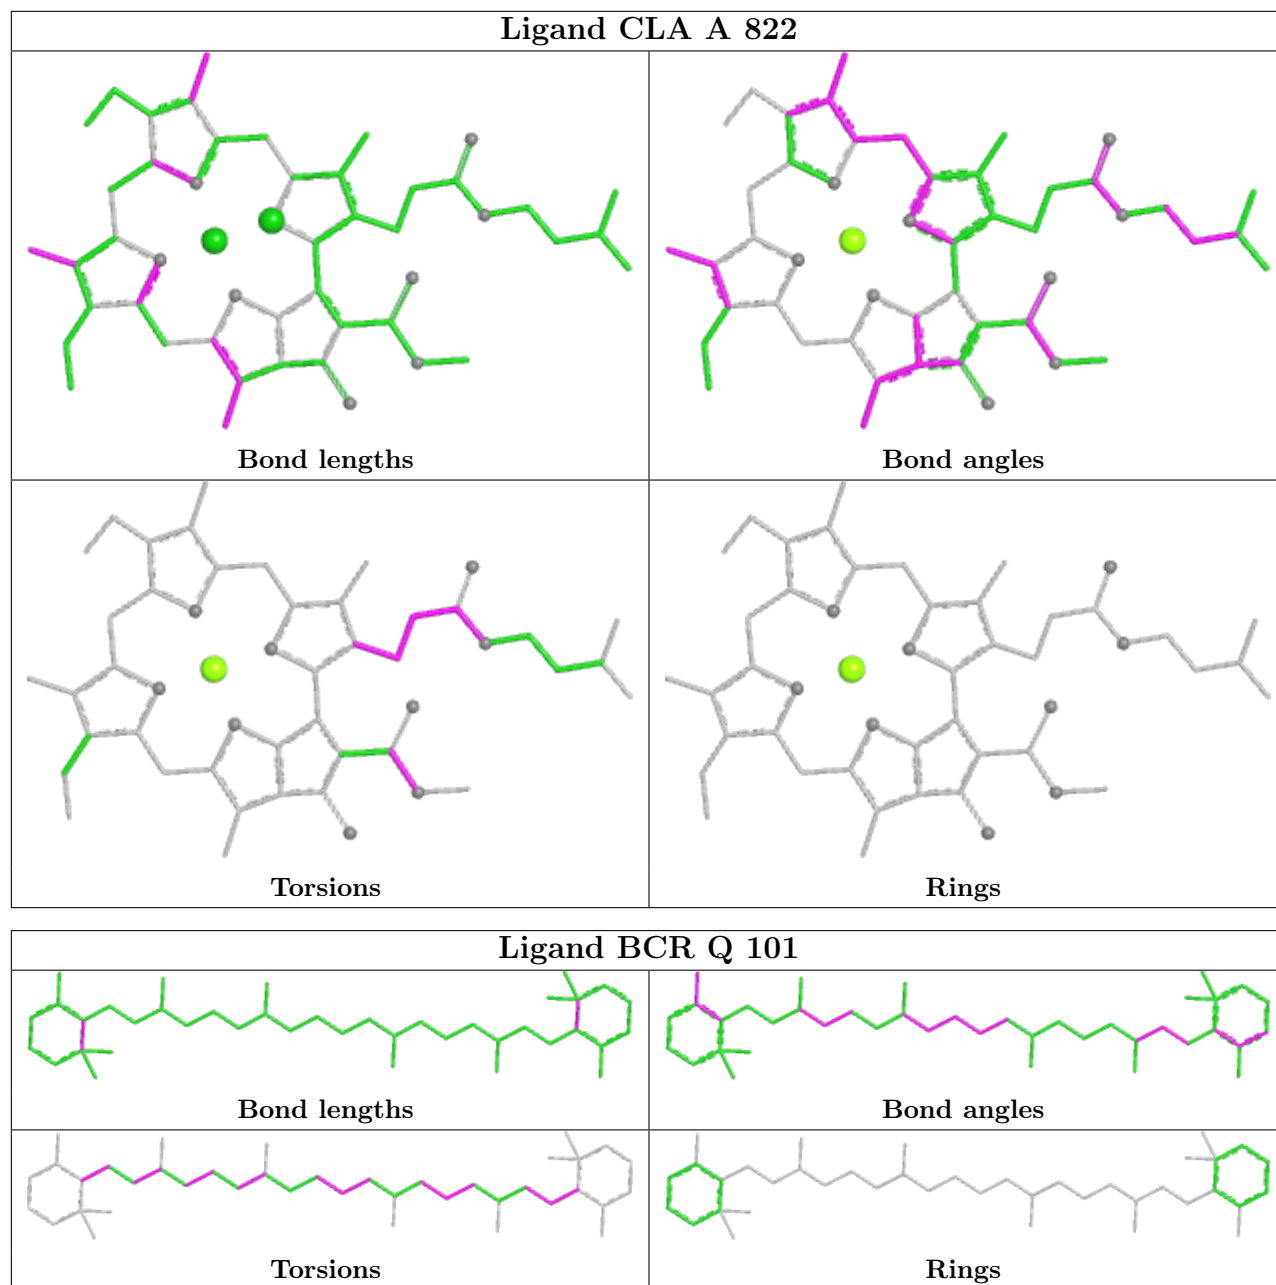 Ligand CLA A 822
Bond lengths
Bond angles
Torsions
Rings
Ligand BCR Q 101
Bond lengths
Bond angles
Torsions
Rings